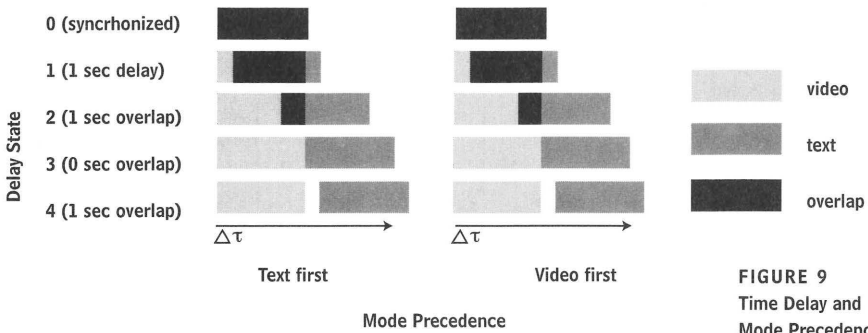 0 (syncrhonized)
1 (1 sec delay)
2 (1 sec overlap)
3 (0 sec overlap)
4 (1 sec overlap)
Delay State
Δτ
Δτ
Text first
Video first
Mode Precedence
video
text
overlap
FIGURE 9
Time Delay and
Mode Precedenc